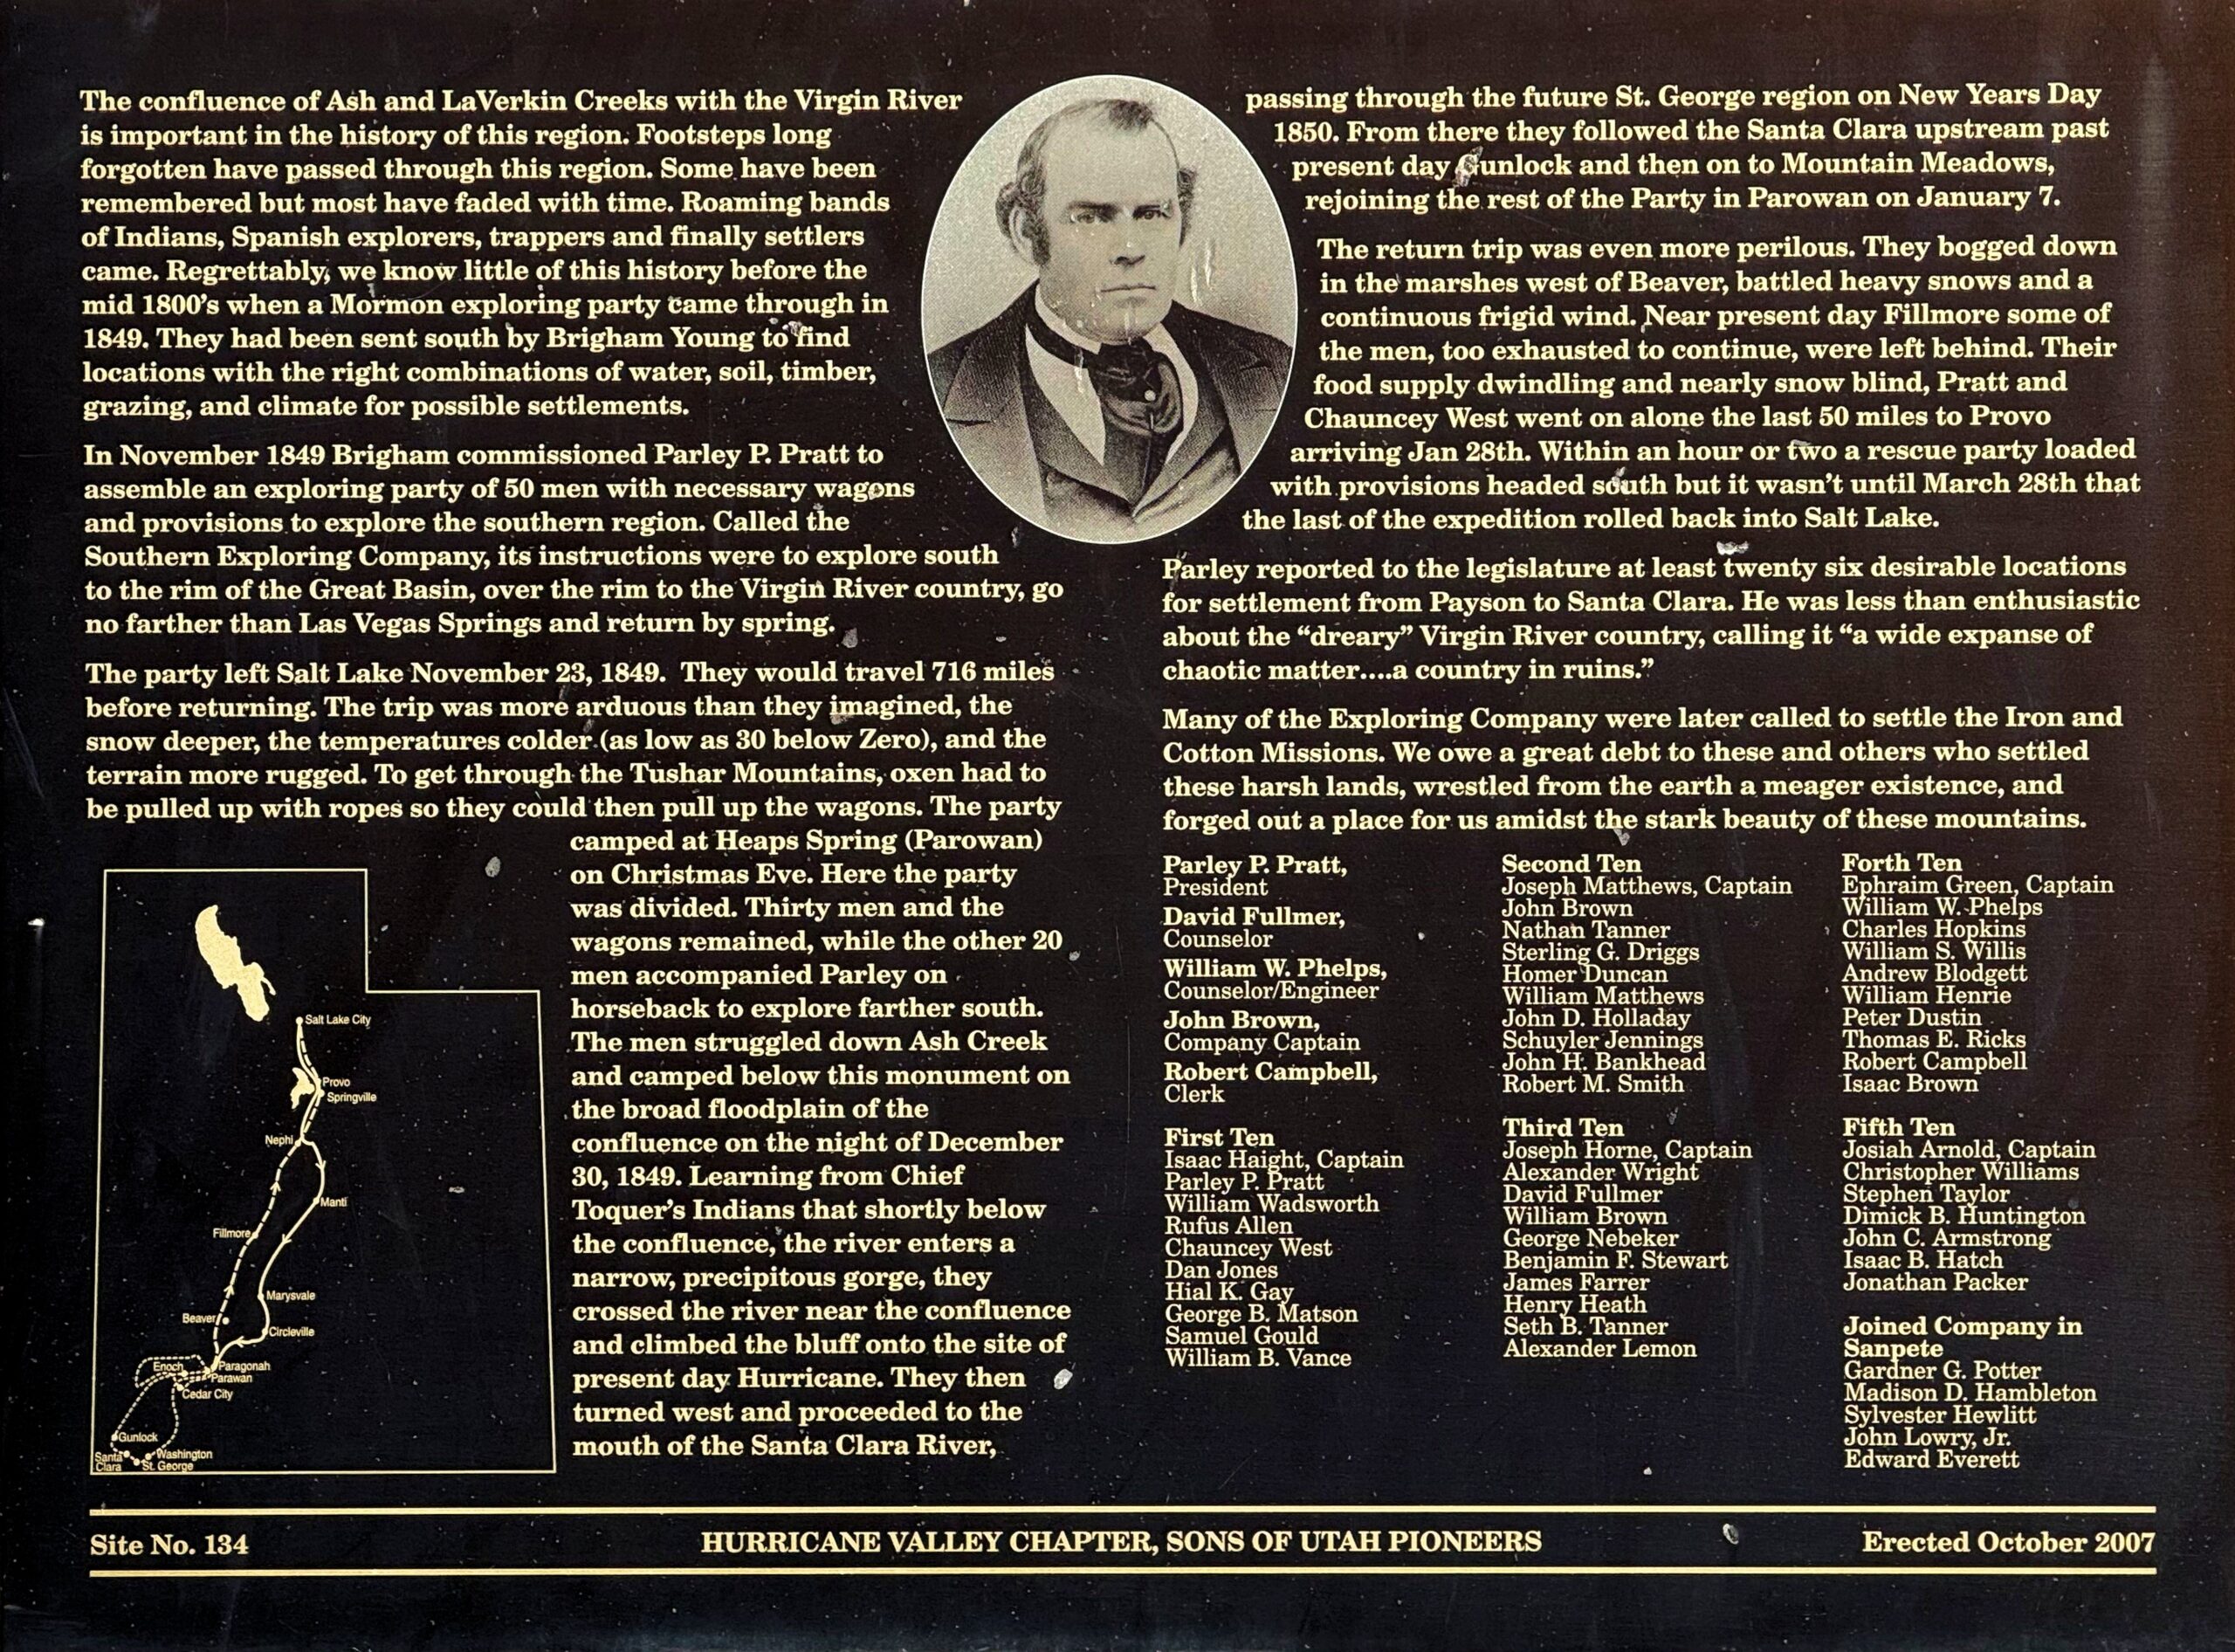 The confluence of Ash and LaVerkin Creeks with the Virgin River
is important in the history of this region. Footsteps long
forgotten have passed through this region. Some have been
remembered but most have faded with time. Roaming bands
of Indians, Spanish explorers, trappers and finally settlers
came. Regrettably, we know little of this history before the
mid 1800's when a Mormon exploring party came through in
1849. They had been sent south by Brigham Young to find
locations with the right combinations of water, soil, timber,
grazing, and climate for possible settlements.
In November 1849 Brigham commissioned Parley P. Pratt to
assemble an exploring party of 50 men with necessary wagons
and provisions to explore the southern region. Called the
Southern Exploring Company, its instructions were to explore south
to the rim of the Great Basin, over the rim to the Virgin River country, go
no farther than Las Vegas Springs and return by spring.
The party left Salt Lake November 23, 1849. They would travel 716 miles
before returning. The trip was more arduous than they imagined, the
snow deeper, the temperatures colder (as low as 30 below Zero), and the
terrain more rugged. To get through the Tushar Mountains, oxen had to
be pulled up with ropes so they could then pull up the wagons. The party
camped at Heaps Spring (Parowan)
on Christmas Eve. Here the party
was divided. Thirty men and the
wagons remained, while the other 20
men accompanied Parley on
horseback to explore farther south.
The men struggled down Ash Creek
and camped below this monument on
the broad floodplain of the
confluence on the night of December
30, 1849. Learning from Chief
Toquer's Indians that shortly below
the confluence, the river enters a
narrow, precipitous gorge, they
crossed the river near the confluence
and climbed the bluff onto the site of
present day Hurricane. They then
turned west and proceeded to the
mouth of the Santa Clara River,
Salt Lake City
Provo
Springville
Nephi
Manti
Fillmore
Marysvale
Beaver
Circleville
Enoch
Paragonah
Parawan
Cedar City
Gunlock
Santa
Clara
Washington
St. George
passing through the future St. George region on New Years Day
1850. From there they followed the Santa Clara upstream past
present day Gunlock and then on to Mountain Meadows,
rejoining the rest of the Party in Parowan on January 7.
The return trip was even more perilous. They bogged down
in the marshes west of Beaver, battled heavy snows and a
continuous frigid wind. Near present day Fillmore some of
the men, too exhausted to continue, were left behind. Their
food supply dwindling and nearly snow blind, Pratt and
Chauncey West went on alone the last 50 miles to Provo
arriving Jan 28th. Within an hour or two a rescue party loaded
with provisions headed south but it wasn't until March 28th that
the last of the expedition rolled back into Salt Lake.
Parley reported to the legislature at least twenty six desirable locations
for settlement from Payson to Santa Clara. He was less than enthusiastic
about the “dreary” Virgin River country, calling it “a wide expanse of
chaotic matter....a country in ruins.”
Many of the Exploring Company were later called to settle the Iron and
Cotton Missions. We owe a great debt to these and others who settled
these harsh lands, wrestled from the earth a meager existence, and
forged out a place for us amidst the stark beauty of these mountains.
Parley P. Pratt,
President
David Fullmer,
Counselor
William W. Phelps,
Counselor/Engineer
John Brown,
Company Captain
Robert Campbell,
Clerk
First Ten
Isaac Haight, Captain
Parley P. Pratt
William Wadsworth
Rufus Allen
Chauncey West
Dan Jones
Hial K. Gay
George B. Matson
Samuel Gould
William B. Vance
Second Ten
Joseph Matthews, Captain
John Brown
Nathan Tanner
Sterling G. Driggs
Homer Duncan
William Matthews
John D. Holladay
Schuyler Jennings
John H. Bankhead
Robert M. Smith
Third Ten
Joseph Horne, Captain
Alexander Wright
David Fullmer
William Brown
George Nebeker
Benjamin F. Stewart
James Farrer
Henry Heath
Seth B. Tanner
Alexander Lemon
Forth Ten
Ephraim Green, Captain
William W. Phelps
Charles Hopkins
William S. Willis
Andrew Blodgett
William Henrie
Peter Dustin
Thomas E. Ricks
Robert Campbell
Isaac Brown
Fifth Ten
Josiah Arnold, Captain
Christopher Williams
Stephen Taylor
Dimick B. Huntington
John C. Armstrong
Isaac B. Hatch
Jonathan Packer
Joined Company in
Sanpete
Gardner G. Potter
Madison D. Hambleton
Sylvester Hewlitt
John Lowry, Jr.
Edward Everett
Site No. 134
HURRICANE VALLEY CHAPTER, SONS OF UTAH PIONEERS
Erected October 2007